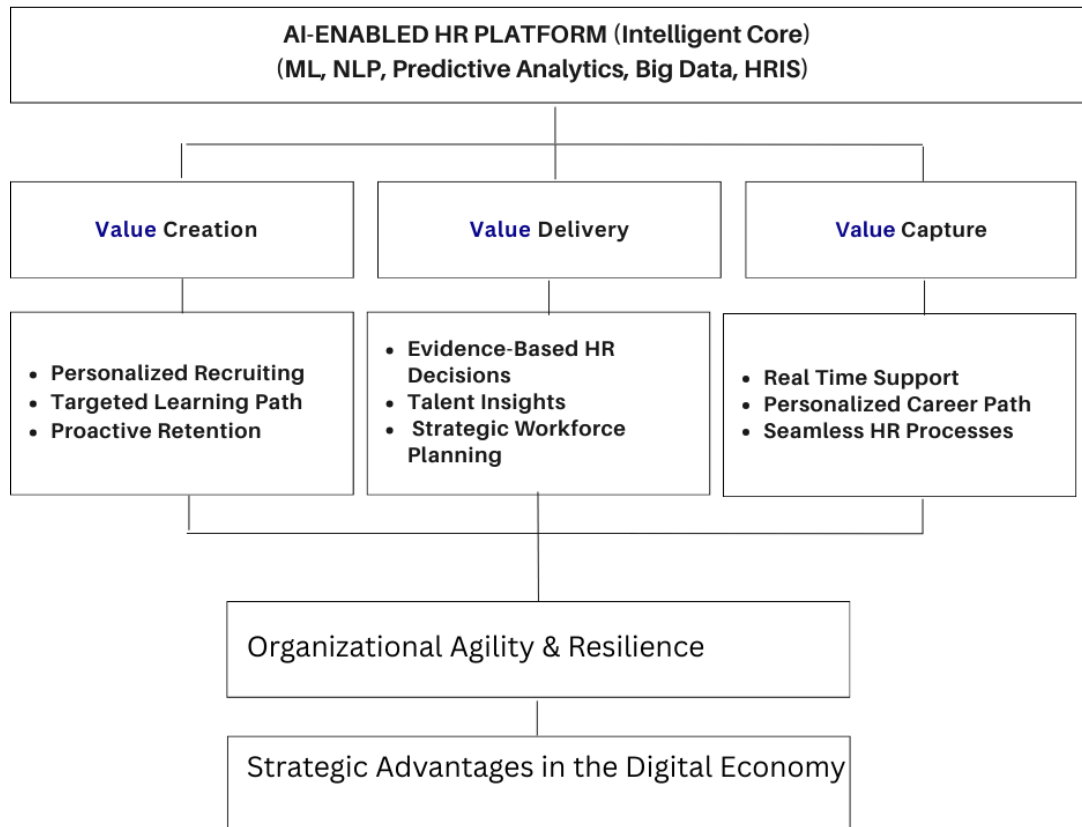 AI-ENABLED HR PLATFORM (Intelligent Core)
(ML, NLP, Predictive Analytics, Big Data, HRIS)
Value Creation
Value Delivery
Value Capture
• Personalized Recruiting
• Targeted Learning Path
• Proactive Retention
• Evidence-Based HR
Decisions
• Talent Insights
• Strategic Workforce
Planning
• Real Time Support
• Personalized Career Path
• Seamless HR Processes
Organizational Agility & Resilience
Strategic Advantages in the Digital Economy